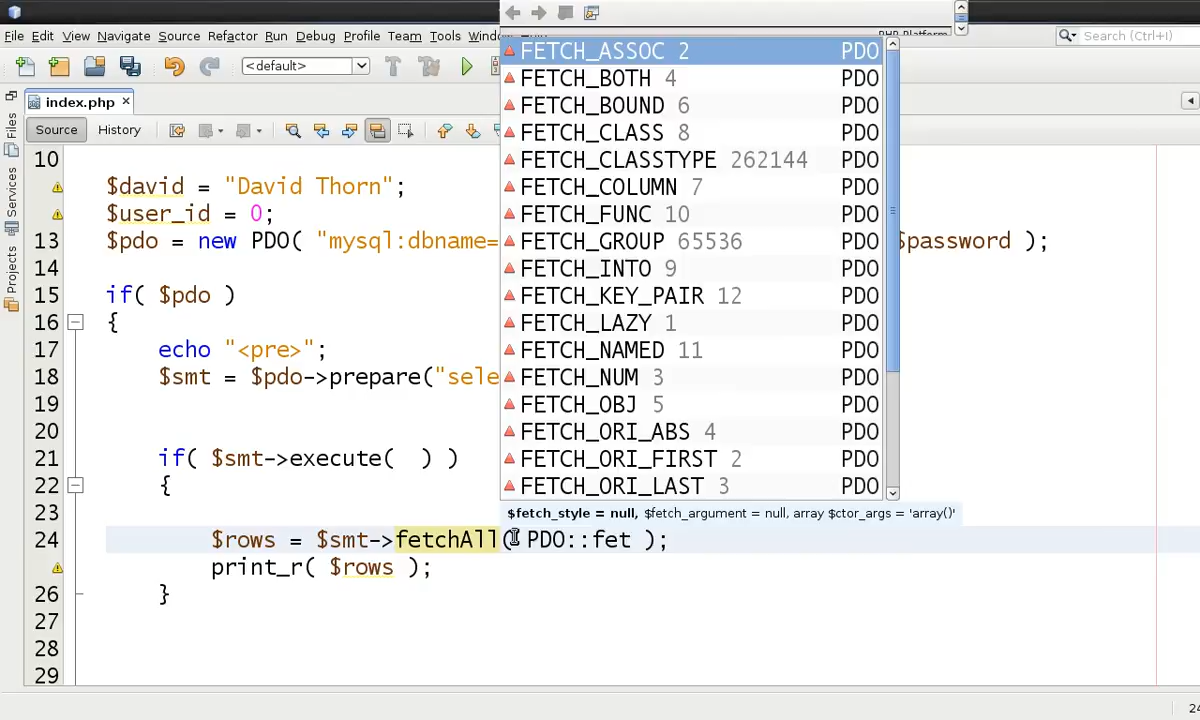 File Edit View Navigate Source Refactor Run Debug Profile Team Tools Search (Ctrl+I)
<default>
index.php
Source History
Files
Services
Projects
10
$david = "David Thorn";
$user_id = 0;
13 $pdo = new PDO( "mysql:dbname= $password );
14
15 if( $pdo )
16 {
17 echo "<pre>";
18 $smt = $pdo->prepare("sele
19
20
21 if( $smt->execute(  ) )
22 {
23
24 $rows = $smt->fetchAll( PDO::fet );
print_r( $rows );
26 }
27
28
29
FETCH_ASSOC 2 PDO
FETCH_BOTH 4 PDO
FETCH_BOUND 6 PDO
FETCH_CLASS 8 PDO
FETCH_CLASSTYPE 262144 PDO
FETCH_COLUMN 7 PDO
FETCH_FUNC 10 PDO
FETCH_GROUP 65536 PDO
FETCH_INTO 9 PDO
FETCH_KEY_PAIR 12 PDO
FETCH_LAZY 1 PDO
FETCH_NAMED 11 PDO
FETCH_NUM 3 PDO
FETCH_OBJ 5 PDO
FETCH_ORI_ABS 4 PDO
FETCH_ORI_FIRST 2 PDO
FETCH_ORI_LAST 3 PDO
$fetch_style = null, $fetch_argument = null, array $ctor_args = 'array()'